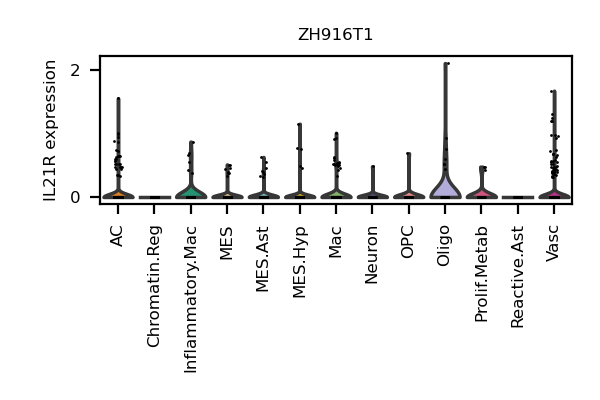 ZH916T1
IL21R expression
2
0
AC
Chromatin.Reg
Inflammatory.Mac
MES
MES.Ast
MES.Hyp
Mac
Neuron
OPC
Oligo
Prolif.Metab
Reactive.Ast
Vasc